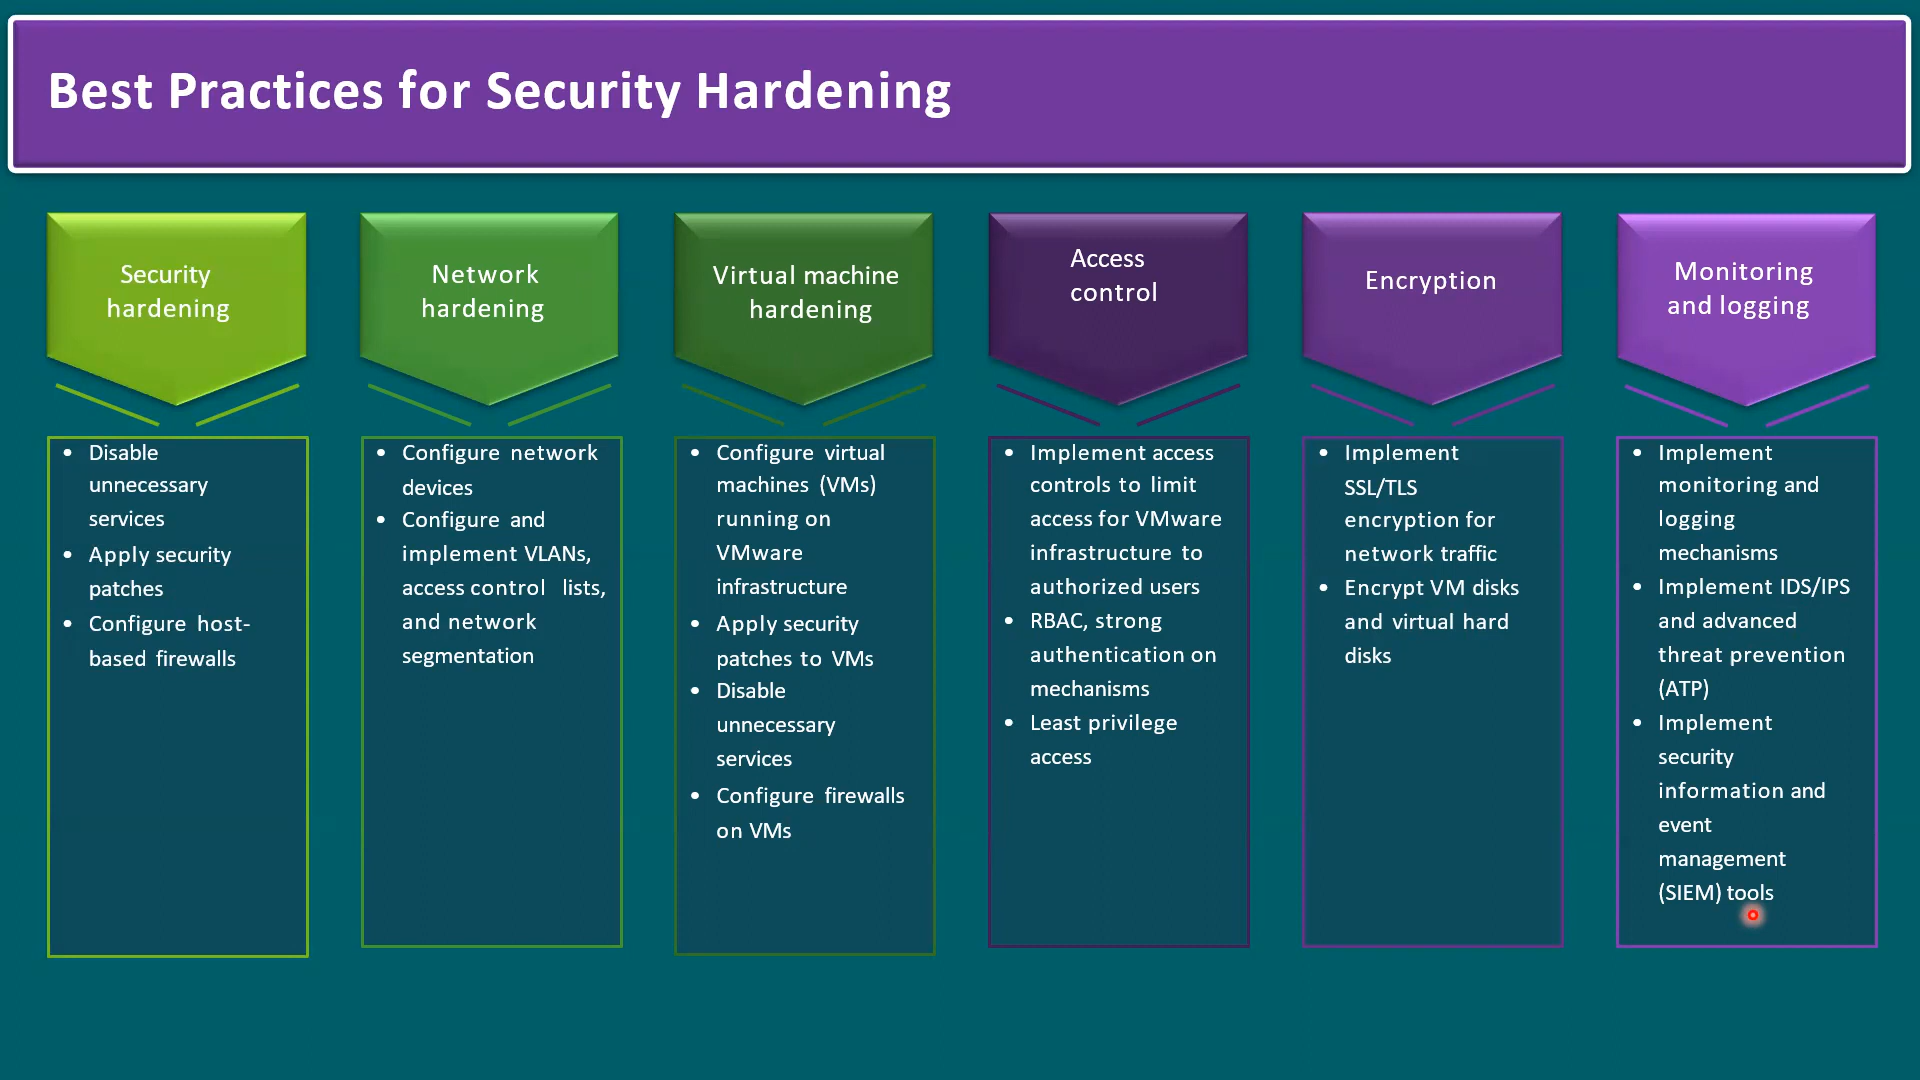 Best Practices for Security Hardening
Security
hardening
• Disable
unnecessary
services
• Apply security
patches
• Configure host-
based firewalls
Network
hardening
• Configure network
devices
• Configure and
implement VLANs,
access control lists,
and network
segmentation
Virtual machine
hardening
• Configure virtual
machines (VMs)
running on
VMware
infrastructure
• Apply security
patches to VMs
• Disable
unnecessary
services
• Configure firewalls
on VMs
Access
control
• Implement access
controls to limit
access for VMware
infrastructure to
authorized users
• RBAC, strong
authentication on
mechanisms
• Least privilege
access
Encryption
• Implement
SSL/TLS
encryption for
network traffic
• Encrypt VM disks
and virtual hard
disks
Monitoring
and logging
• Implement
monitoring and
logging
mechanisms
• Implement IDS/IPS
and advanced
threat prevention
(ATP)
• Implement
security
information and
event
management
(SIEM) tools